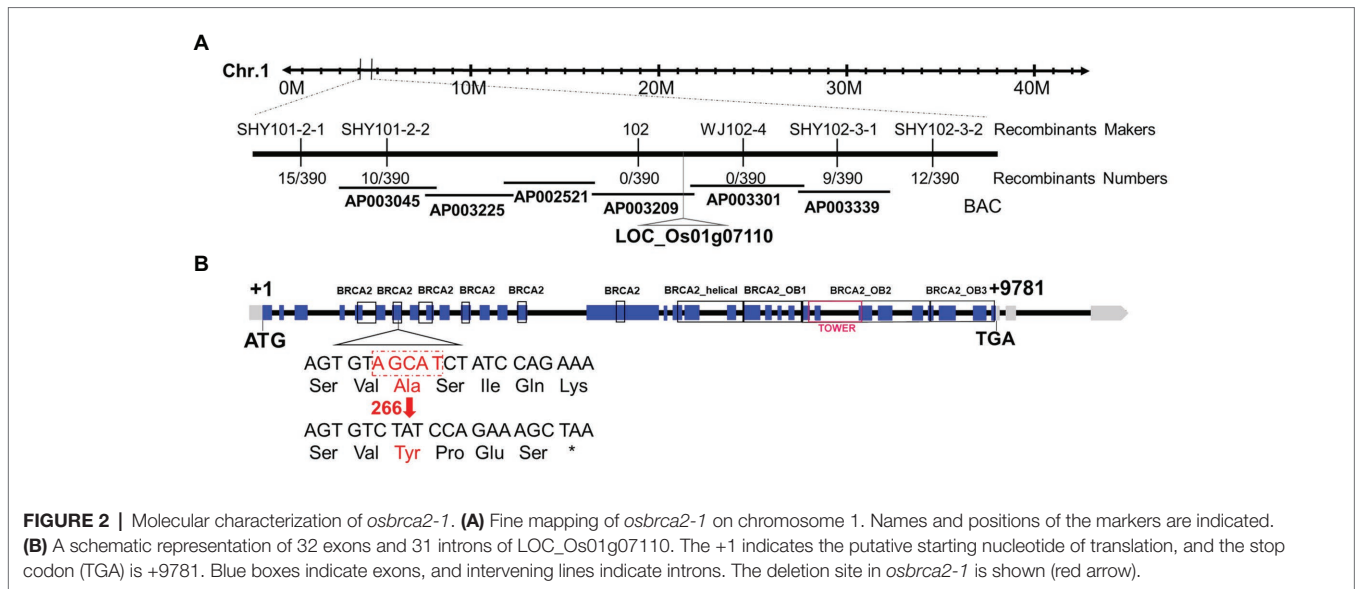 A
Chr.1
0M 10M 20M 30M 40M
SHY101-2-1 SHY101-2-2 102 WJ102-4 SHY102-3-1 SHY102-3-2 Recombinants Makers
15/390 10/390 0/390 0/390 9/390 12/390 Recombinants Numbers
AP003045 AP003225 AP002521 AP003209 AP003301 AP003339 BAC
LOC_Os01g07110
B
+1 BRCA2 BRCA2 BRCA2 BRCA2 BRCA2 BRCA2 BRCA2_helical BRCA2_OB1 BRCA2_OB2 BRCA2_OB3 +9781
TOWER
ATG TGA
AGT GTA GCAT CT ATC CAG AAA
Ser Val Ala Ser Ile Gln Lys
266
AGT GTC TAT CCA GAA AGC TAA
Ser Val Tyr Pro Glu Ser *
FIGURE 2 | Molecular characterization of osbrca2-1. (A) Fine mapping of osbrca2-1 on chromosome 1. Names and positions of the markers are indicated.
(B) A schematic representation of 32 exons and 31 introns of LOC_Os01g07110. The +1 indicates the putative starting nucleotide of translation, and the stop
codon (TGA) is +9781. Blue boxes indicate exons, and intervening lines indicate introns. The deletion site in osbrca2-1 is shown (red arrow).